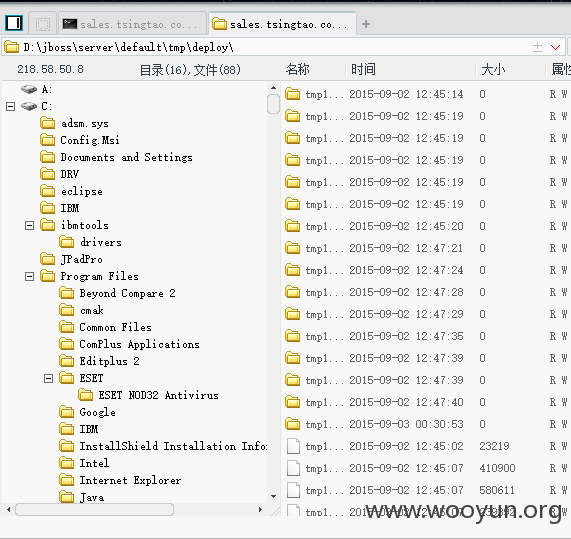 sales.tsingtao.co... sales.tsingtao.co...
D:\jboss\server\default\tmp\deploy\
218.58.50.8 目录(16),文件(88) 名称 时间 大小 属性
A:
C:
adsm.sys
Config.Msi
Documents and Settings
DRV
eclipse
IBM
ibmtools
drivers
JPadPro
Program Files
Beyond Compare 2
cmak
Common Files
ComPlus Applications
Editplus 2
ESET
ESET NOD32 Antivirus
Google
IBM
InstallShield Installation Infor
Intel
Internet Explorer
Java
tmp1... 2015-09-02 12:45:14 0 R W
tmp1... 2015-09-02 12:45:19 0 R W
tmp1... 2015-09-02 12:45:19 0 R W
tmp1... 2015-09-02 12:45:19 0 R W
tmp1... 2015-09-02 12:45:19 0 R W
tmp1... 2015-09-02 12:45:19 0 R W
tmp1... 2015-09-02 12:45:20 0 R W
tmp1... 2015-09-02 12:47:21 0 R W
tmp1... 2015-09-02 12:47:24 0 R W
tmp1... 2015-09-02 12:47:28 0 R W
tmp1... 2015-09-02 12:47:29 0 R W
tmp1... 2015-09-02 12:47:35 0 R W
tmp1... 2015-09-02 12:47:39 0 R W
tmp1... 2015-09-02 12:47:39 0 R W
tmp1... 2015-09-02 12:47:40 0 R W
tmp1... 2015-09-03 00:30:53 0 R W
tmp1... 2015-09-02 12:45:02 23219 R W
tmp1... 2015-09-02 12:45:07 410900 R W
tmp1... 2015-09-02 12:45:07 580611 R W
tmp1... 2015-09-02 12:45:07 R W
www.wooyun.org